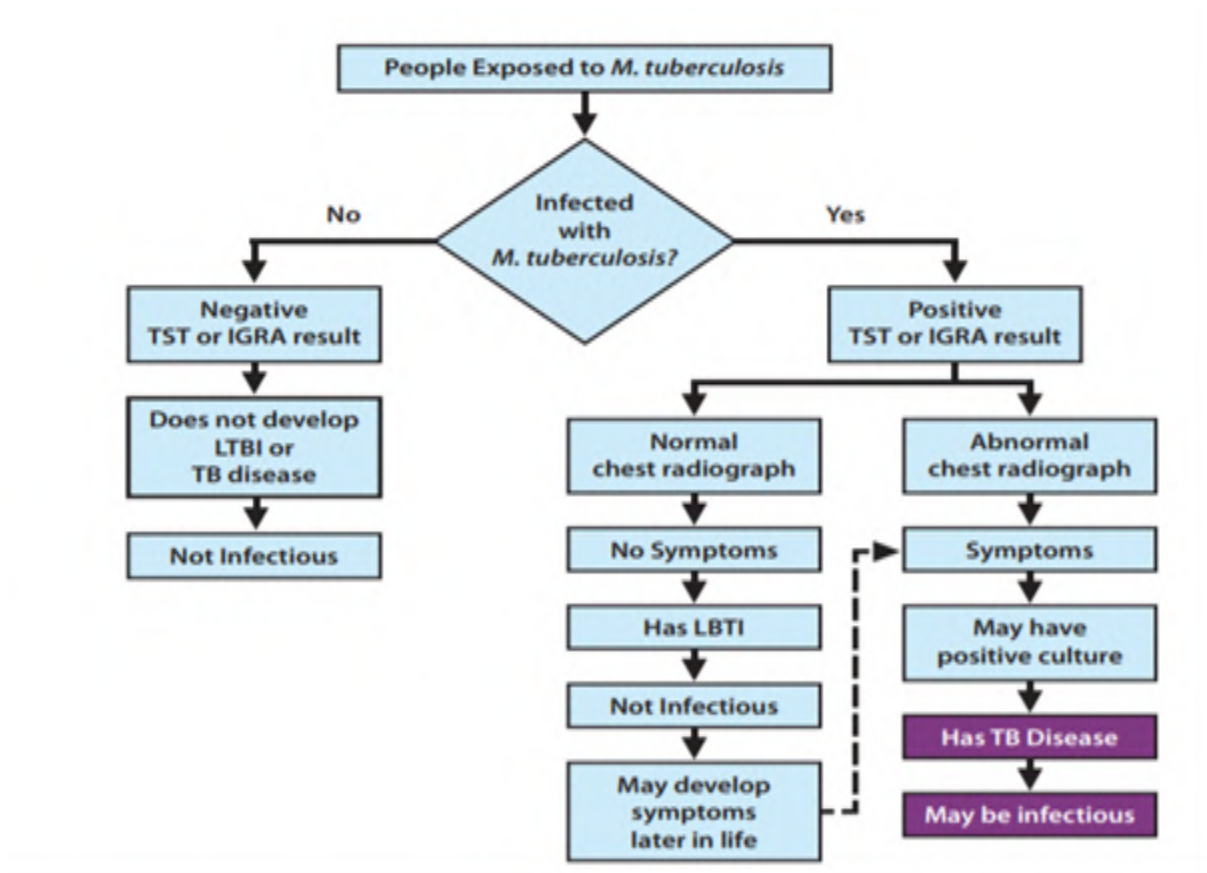 People Exposed to M. tuberculosis
Infected
with
M. tuberculosis?
No
Yes
Negative
TST or IGRA result
Does not develop
LTBI or
TB disease
Not Infectious
Positive
TST or IGRA result
Normal
chest radiograph
No Symptoms
Has LBTI
Not Infectious
May develop
symptoms
later in life
Abnormal
chest radiograph
Symptoms
May have
positive culture
Has TB Disease
May be infectious